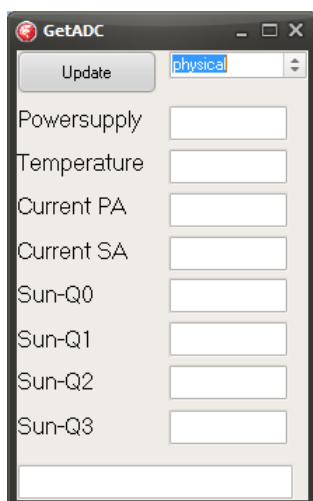 GetADC
Update physical
Powersupply
Temperature
Current PA
Current SA
Sun-Q0
Sun-Q1
Sun-Q2
Sun-Q3